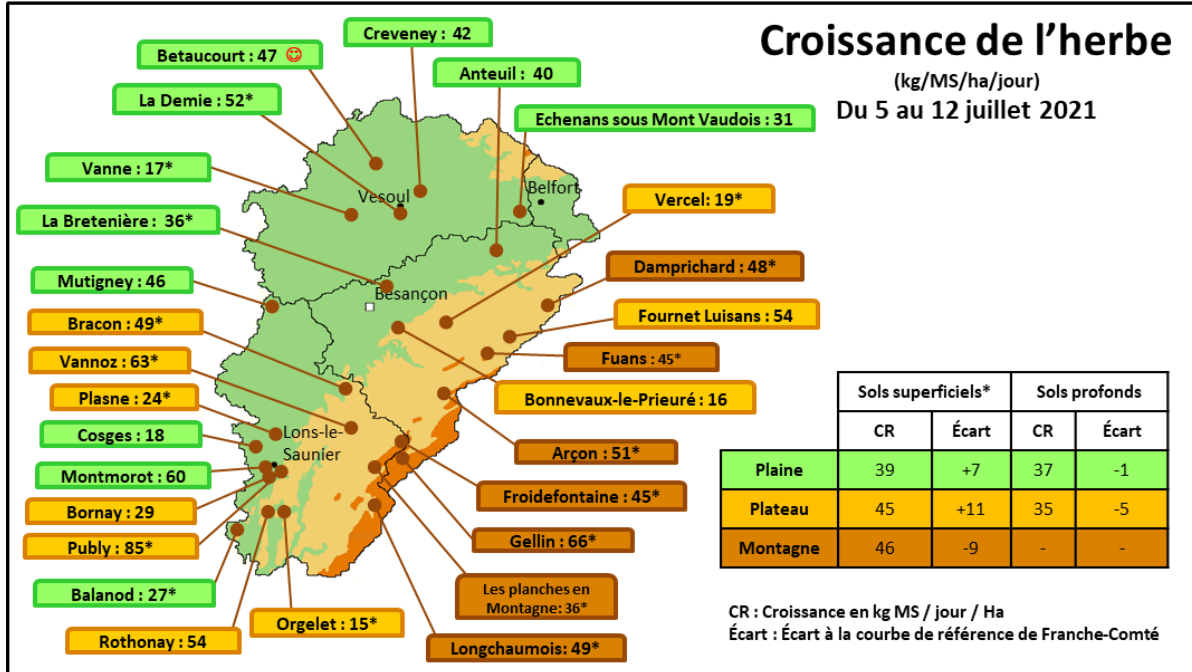 Croissance de l’herbe
(kg/MS/ha/jour)
Du 5 au 12 juillet 2021
Creveney : 42
Betaucourt : 47
Anteuil : 40
La Demie : 52*
Echenans sous Mont Vaudois : 31
Vanne : 17*
Belfort
Vesoul
Vercel: 19*
La Bretenière : 36*
Damprichard : 48*
Mutigney : 46
Besançon
Bracon : 49*
Fournet Luisans : 54
Vannoz : 63*
Fuans : 45*
Plasne : 24*
Bonnevaux-le-Prieuré : 16
Cosges : 18
Lons-le-
Saunier
Arçon : 51*
Montmorot : 60
Froidefontaine : 45*
Bornay : 29
Publy : 85*
Gellin : 66*
Balanod : 27*
Les planches en
Montagne: 36*
Orgelet : 15*
Rothonay : 54
Longchaumois: 49*
Sols superficiels* Sols profonds
CR Écart CR Écart
Plaine 39 +7 37 -1
Plateau 45 +11 35 -5
Montagne 46 -9 - -
CR : Croissance en kg MS / jour / Ha
Écart : Écart à la courbe de référence de Franche-Comté